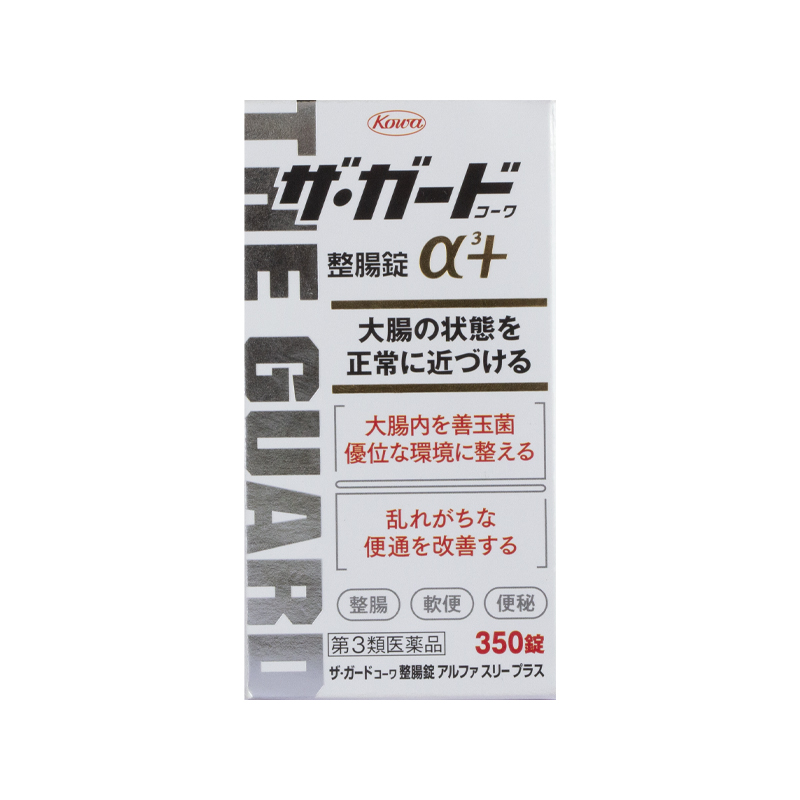 THE GUARD
Kowa
ザ・ガードコーワ
整腸錠 α³+
大腸の状態を
正常に近づける
大腸内を善玉菌
優位な環境に整える
乱れがちな
便通を改善する
整腸 軟便 便秘
第3類医薬品 350錠
ザ・ガードコーワ整腸錠 アルファ スリー プラス